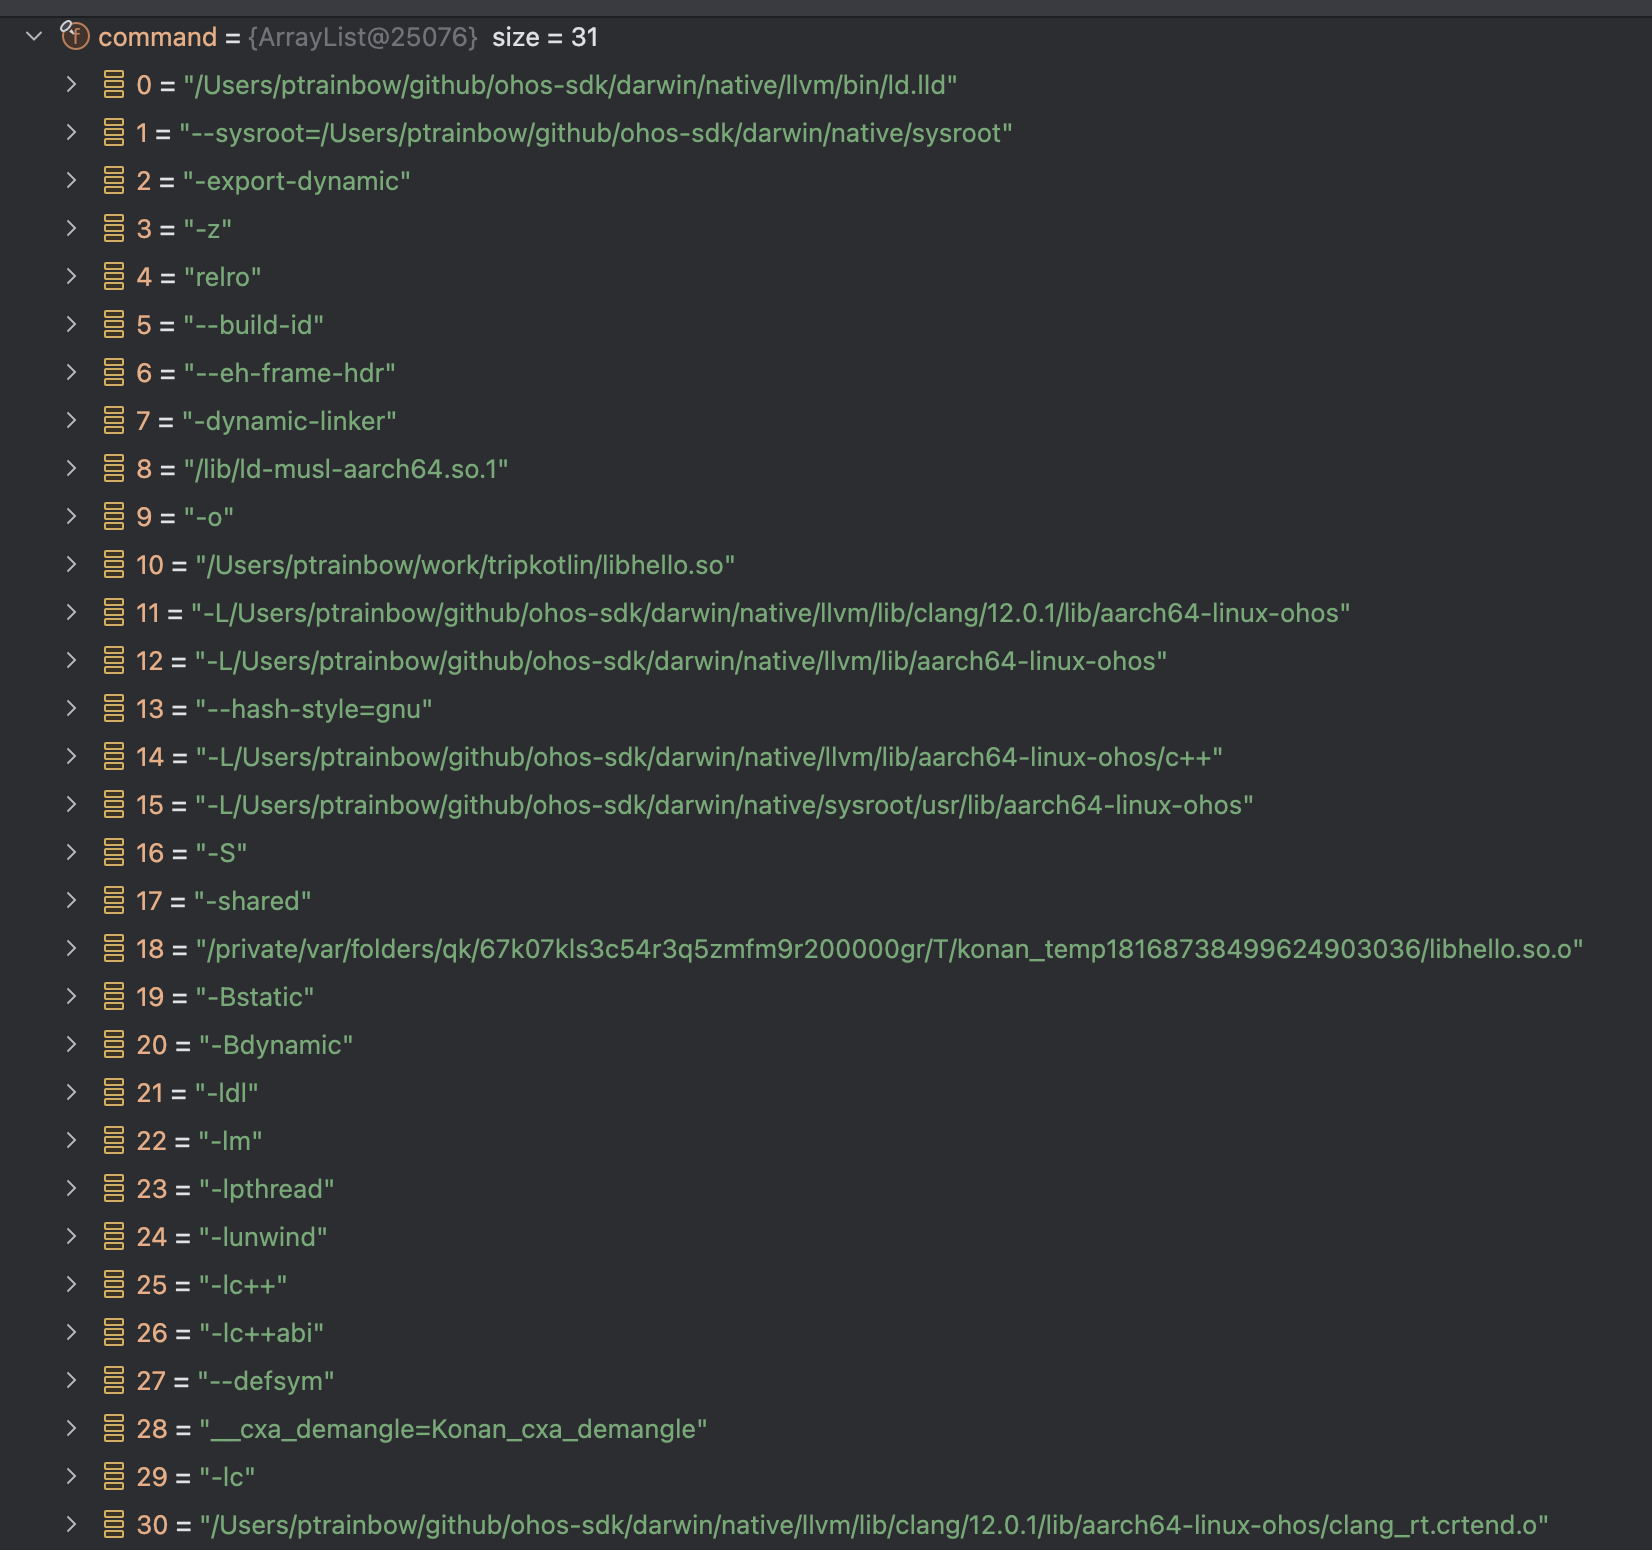 command = {ArrayList@25076} size = 31
0 = "/Users/ptrainbow/github/ohos-sdk/darwin/native/llvm/bin/ld.lld"
1 = "--sysroot=/Users/ptrainbow/github/ohos-sdk/darwin/native/sysroot"
2 = "-export-dynamic"
3 = "-z"
4 = "relro"
5 = "--build-id"
6 = "--eh-frame-hdr"
7 = "-dynamic-linker"
8 = "/lib/ld-musl-aarch64.so.1"
9 = "-o"
10 = "/Users/ptrainbow/work/tripkotlin/libhello.so"
11 = "-L/Users/ptrainbow/github/ohos-sdk/darwin/native/llvm/lib/clang/12.0.1/lib/aarch64-linux-ohos"
12 = "-L/Users/ptrainbow/github/ohos-sdk/darwin/native/llvm/lib/aarch64-linux-ohos"
13 = "--hash-style=gnu"
14 = "-L/Users/ptrainbow/github/ohos-sdk/darwin/native/llvm/lib/aarch64-linux-ohos/c++"
15 = "-L/Users/ptrainbow/github/ohos-sdk/darwin/native/sysroot/usr/lib/aarch64-linux-ohos"
16 = "-S"
17 = "-shared"
18 = "/private/var/folders/qk/67k07kls3c54r3q5zmfm9r200000gr/T/konan_temp18168738499624903036/libhello.so.o"
19 = "-Bstatic"
20 = "-Bdynamic"
21 = "-ldl"
22 = "-lm"
23 = "-lpthread"
24 = "-lunwind"
25 = "-lc++"
26 = "-lc++abi"
27 = "--defsym"
28 = "__cxa_demangle=Konan_cxa_demangle"
29 = "-lc"
30 = "/Users/ptrainbow/github/ohos-sdk/darwin/native/llvm/lib/clang/12.0.1/lib/aarch64-linux-ohos/clang_rt.crtend.o"